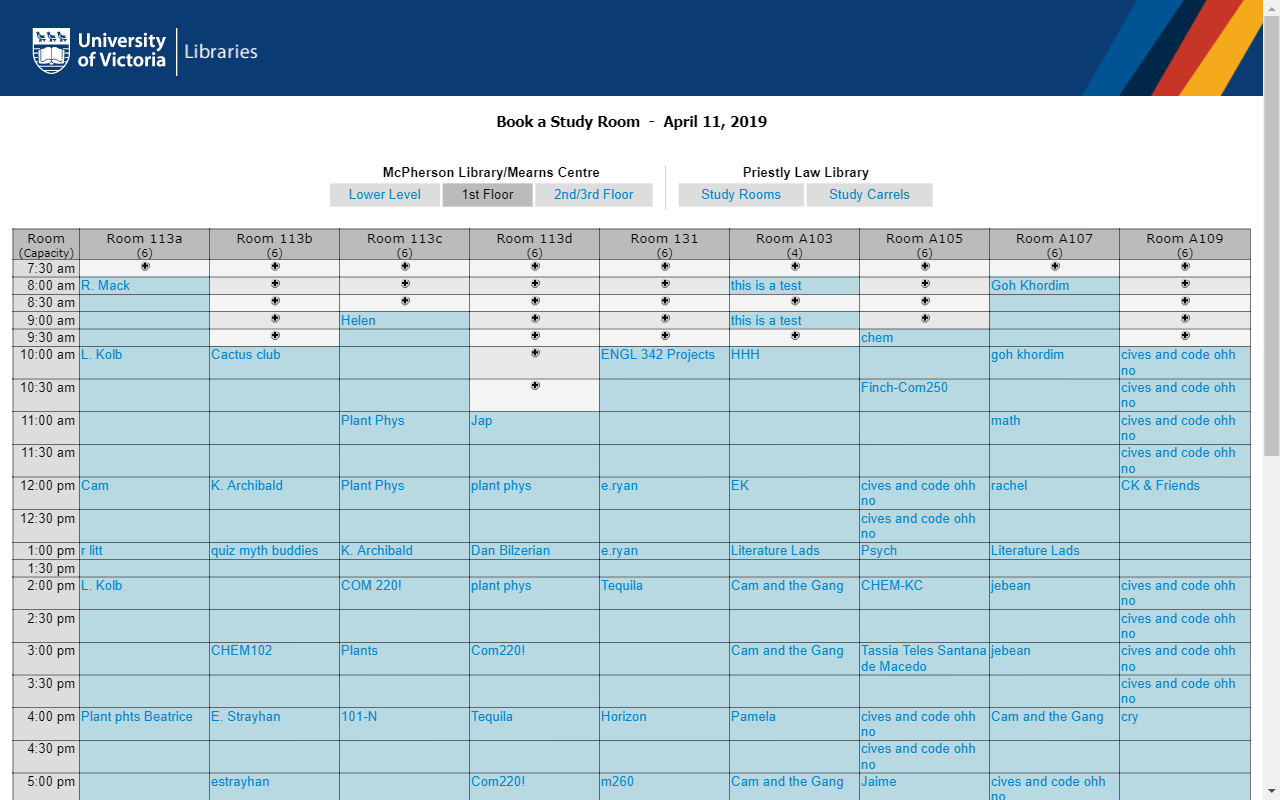 University
of Victoria
Libraries
Book a Study Room - April 11, 2019
McPherson Library/Mearns Centre
Priestly Law Library
Lower Level
1st Floor
2nd/3rd Floor
Study Rooms
Study Carrels
Room Room 113a Room 113b Room 113c Room 113d Room 131 Room A103 Room A105 Room A107 Room A109
(Capacity) (6) (6) (6) (6) (6) (4) (6) (6) (6)
7:30 am
8:00 am R. Mack this is a test Goh Khordim
8:30 am
9:00 am Helen this is a test
9:30 am chem
10:00 am L. Kolb Cactus club ENGL 342 Projects HHH goh khordim cives and code ohh
no
10:30 am Finch-Com250 cives and code ohh
no
11:00 am Plant Phys Jap math cives and code ohh
no
11:30 am cives and code ohh
no
12:00 pm Cam K. Archibald Plant Phys plant phys e.ryan EK cives and code ohh rachel CK & Friends
no
12:30 pm cives and code ohh
no
1:00 pm r litt quiz myth buddies K. Archibald Dan Bilzerian e.ryan Literature Lads Psych Literature Lads
1:30 pm
2:00 pm L. Kolb COM 220! plant phys Tequila Cam and the Gang CHEM-KC jebean cives and code ohh
no
2:30 pm cives and code ohh
no
3:00 pm CHEM102 Plants Com220! Cam and the Gang Tassia Teles Santana jebean cives and code ohh
de Macedo no
3:30 pm cives and code ohh
no
4:00 pm Plant phts Beatrice E. Strayhan 101-N Tequila Horizon Pamela cives and code ohh Cam and the Gang cry
no
4:30 pm cives and code ohh
no
5:00 pm estrayhan Com220! m260 Cam and the Gang Jaime cives and code ohh
no